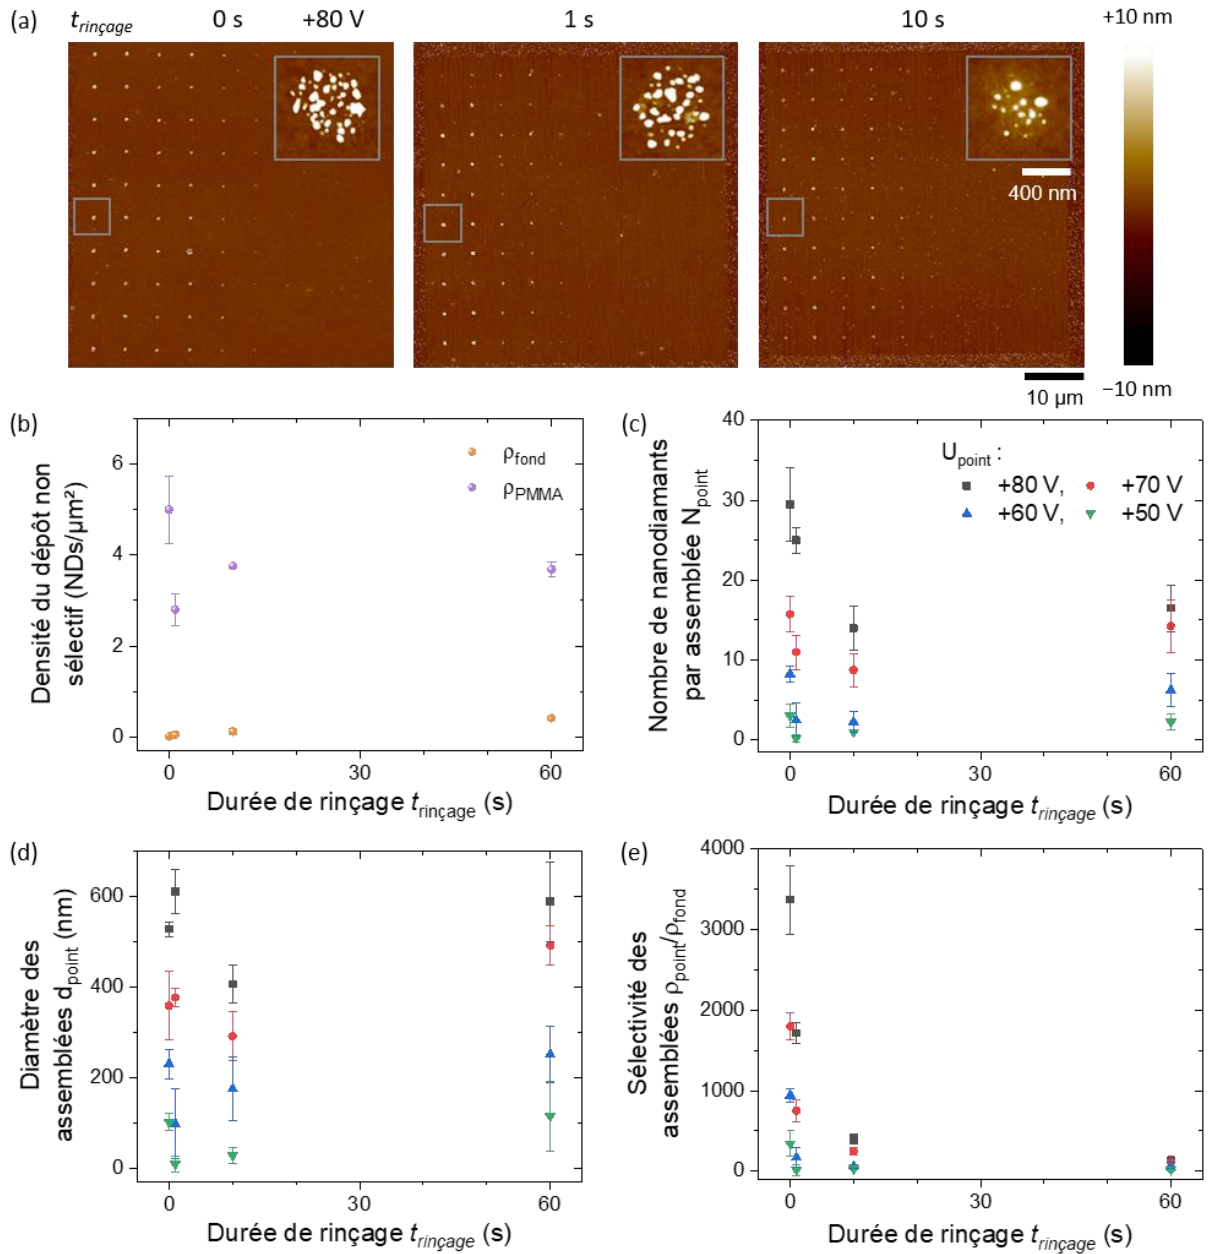 (a) t_rinçage 0 s +80 V 1 s 10 s +10 nm
400 nm
10 µm −10 nm
(b)
Densité du dépôt non
sélectif (NDs/µm²)
6
4
2
0
ρ_fond
ρ_PMMA
0 30 60
Durée de rinçage t_rinçage (s)
(c)
Nombre de nanodiamants
par assemblée N_point
40
30
20
10
0
U_point :
+80 V, +70 V
+60 V, +50 V
0 30 60
Durée de rinçage t_rinçage (s)
(d)
Diamètre des
assemblées d_point (nm)
600
400
200
0
0 30 60
Durée de rinçage t_rinçage (s)
(e)
Sélectivité des
assemblées ρ_point/ρ_fond
4000
3000
2000
1000
0
0 30 60
Durée de rinçage t_rinçage (s)